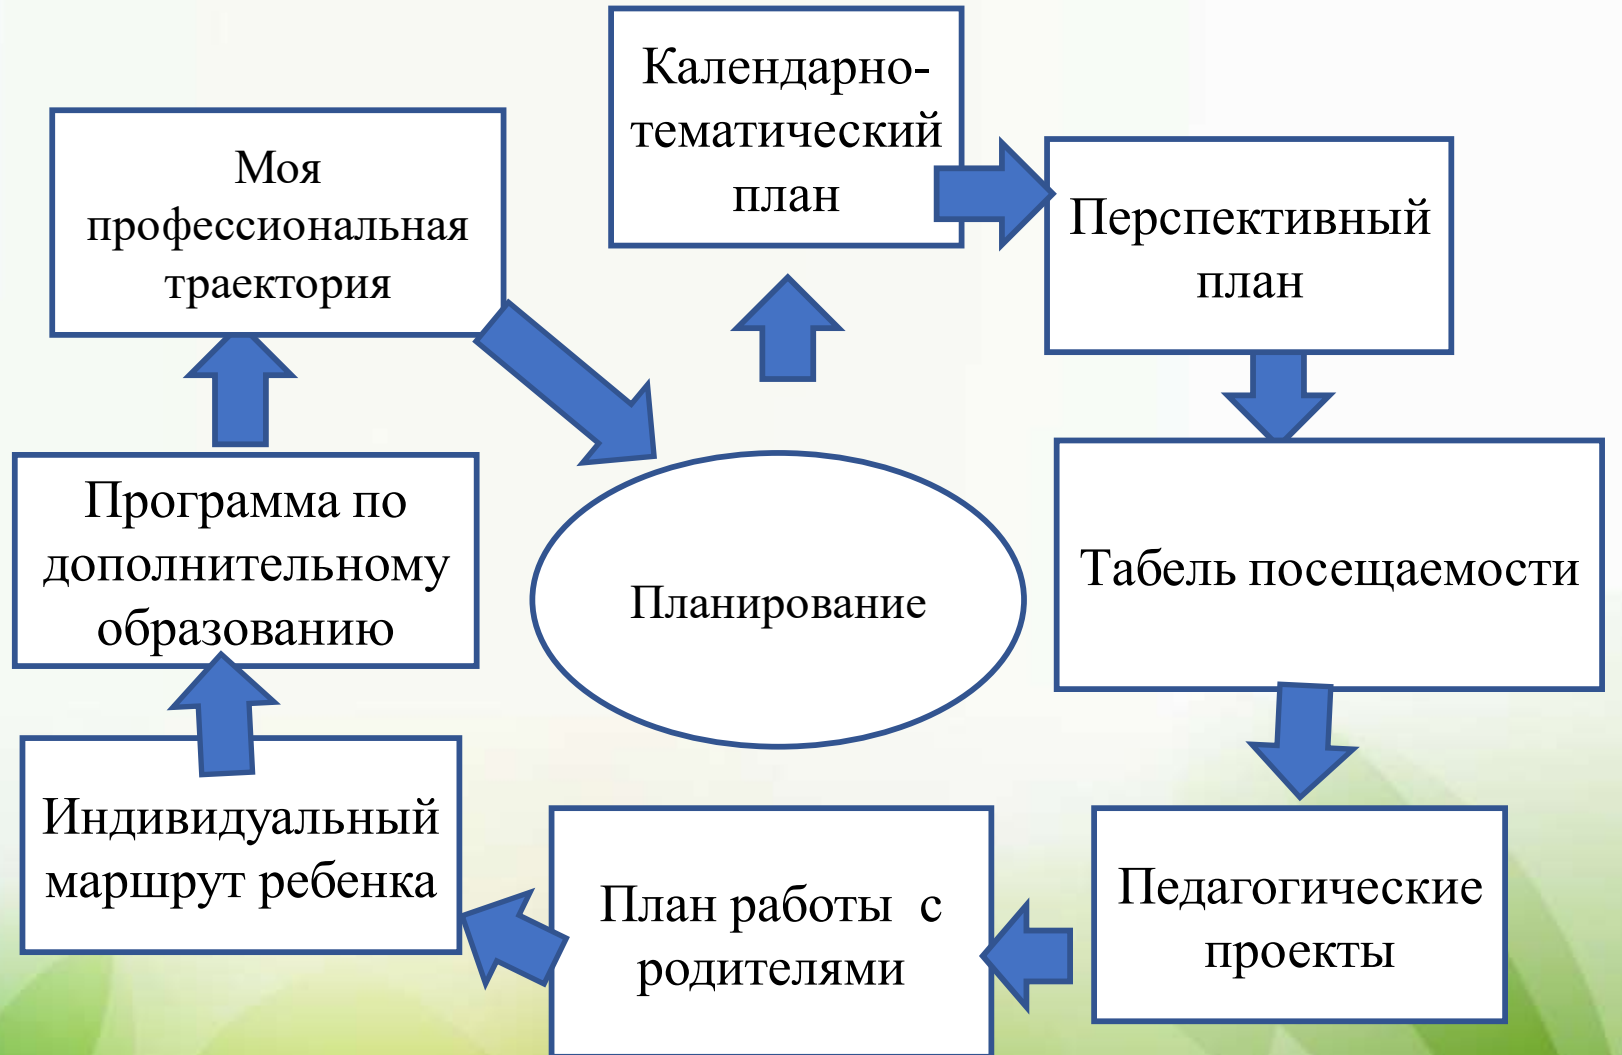 Календарно-
тематический
план
Перспективный
план
Табель посещаемости
Педагогические
проекты
План работы  с
родителями
Индивидуальный
маршрут ребенка
Программа по
дополнительному
образованию
Моя
профессиональная
траектория
Планирование